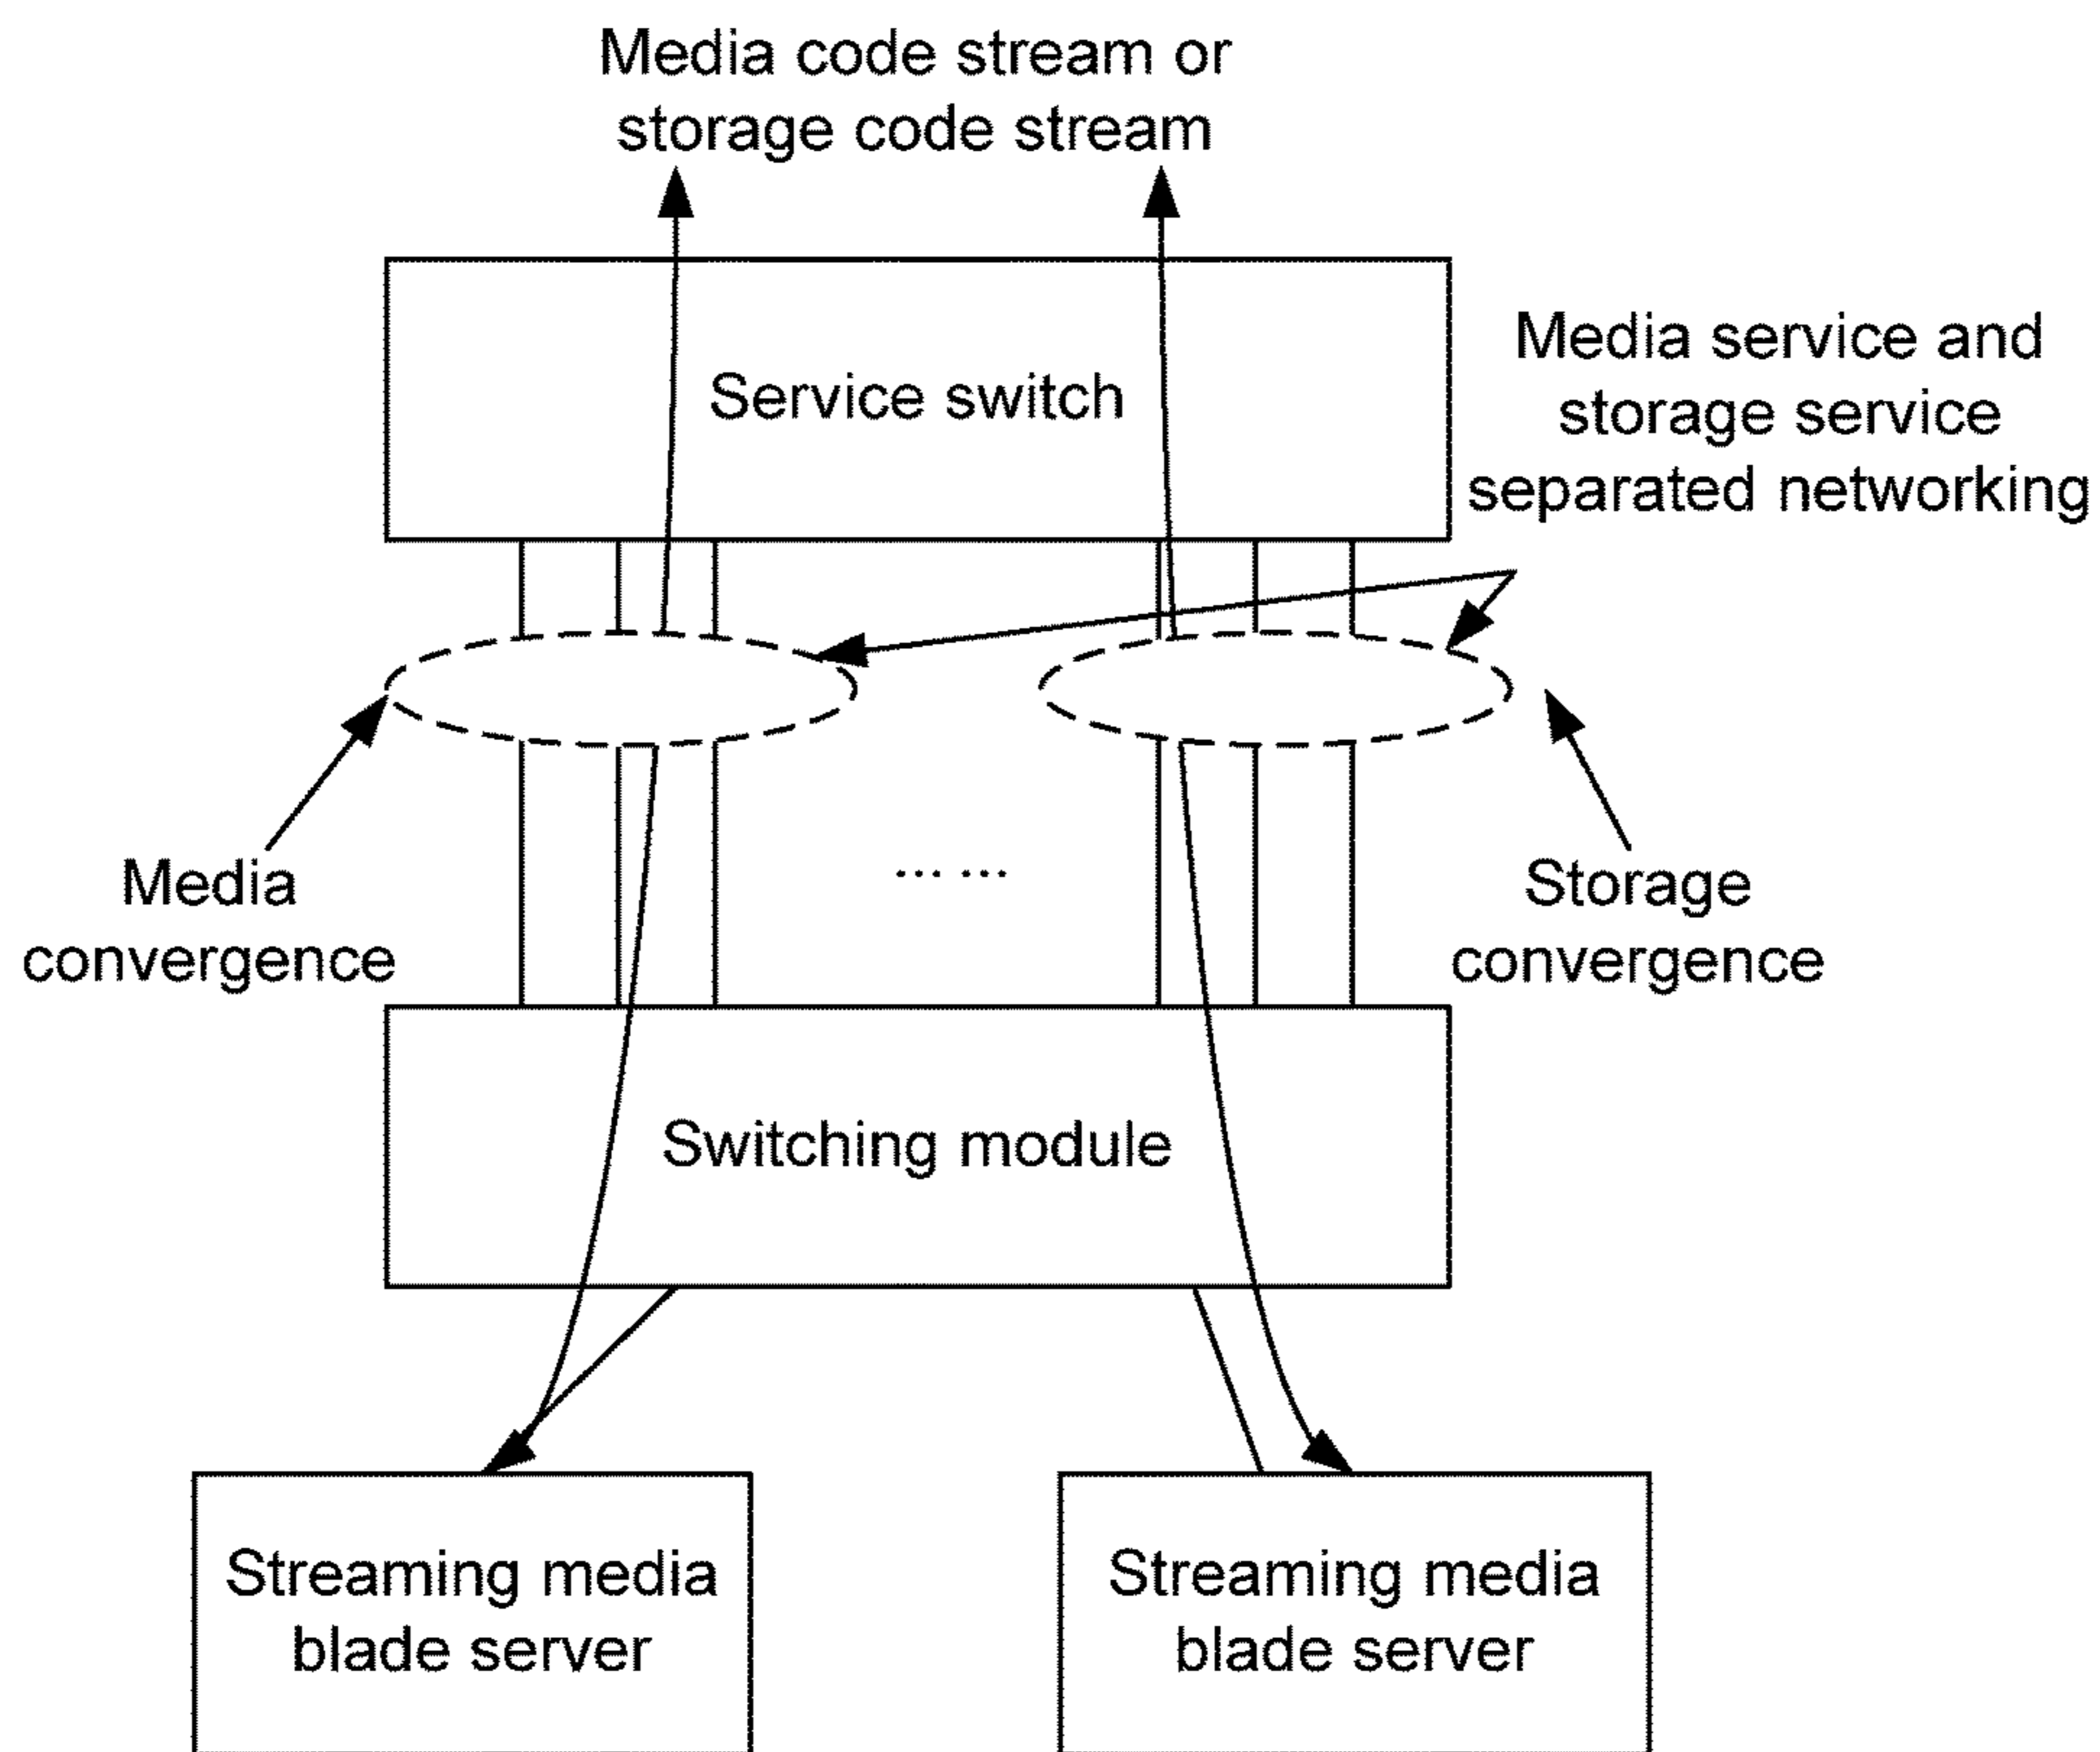 Media code stream or
storage code stream
Service switch
Media service and
storage service
separated networking
Media
convergence
... ...
Storage
convergence
Switching module
Streaming media
blade server
Streaming media
blade server